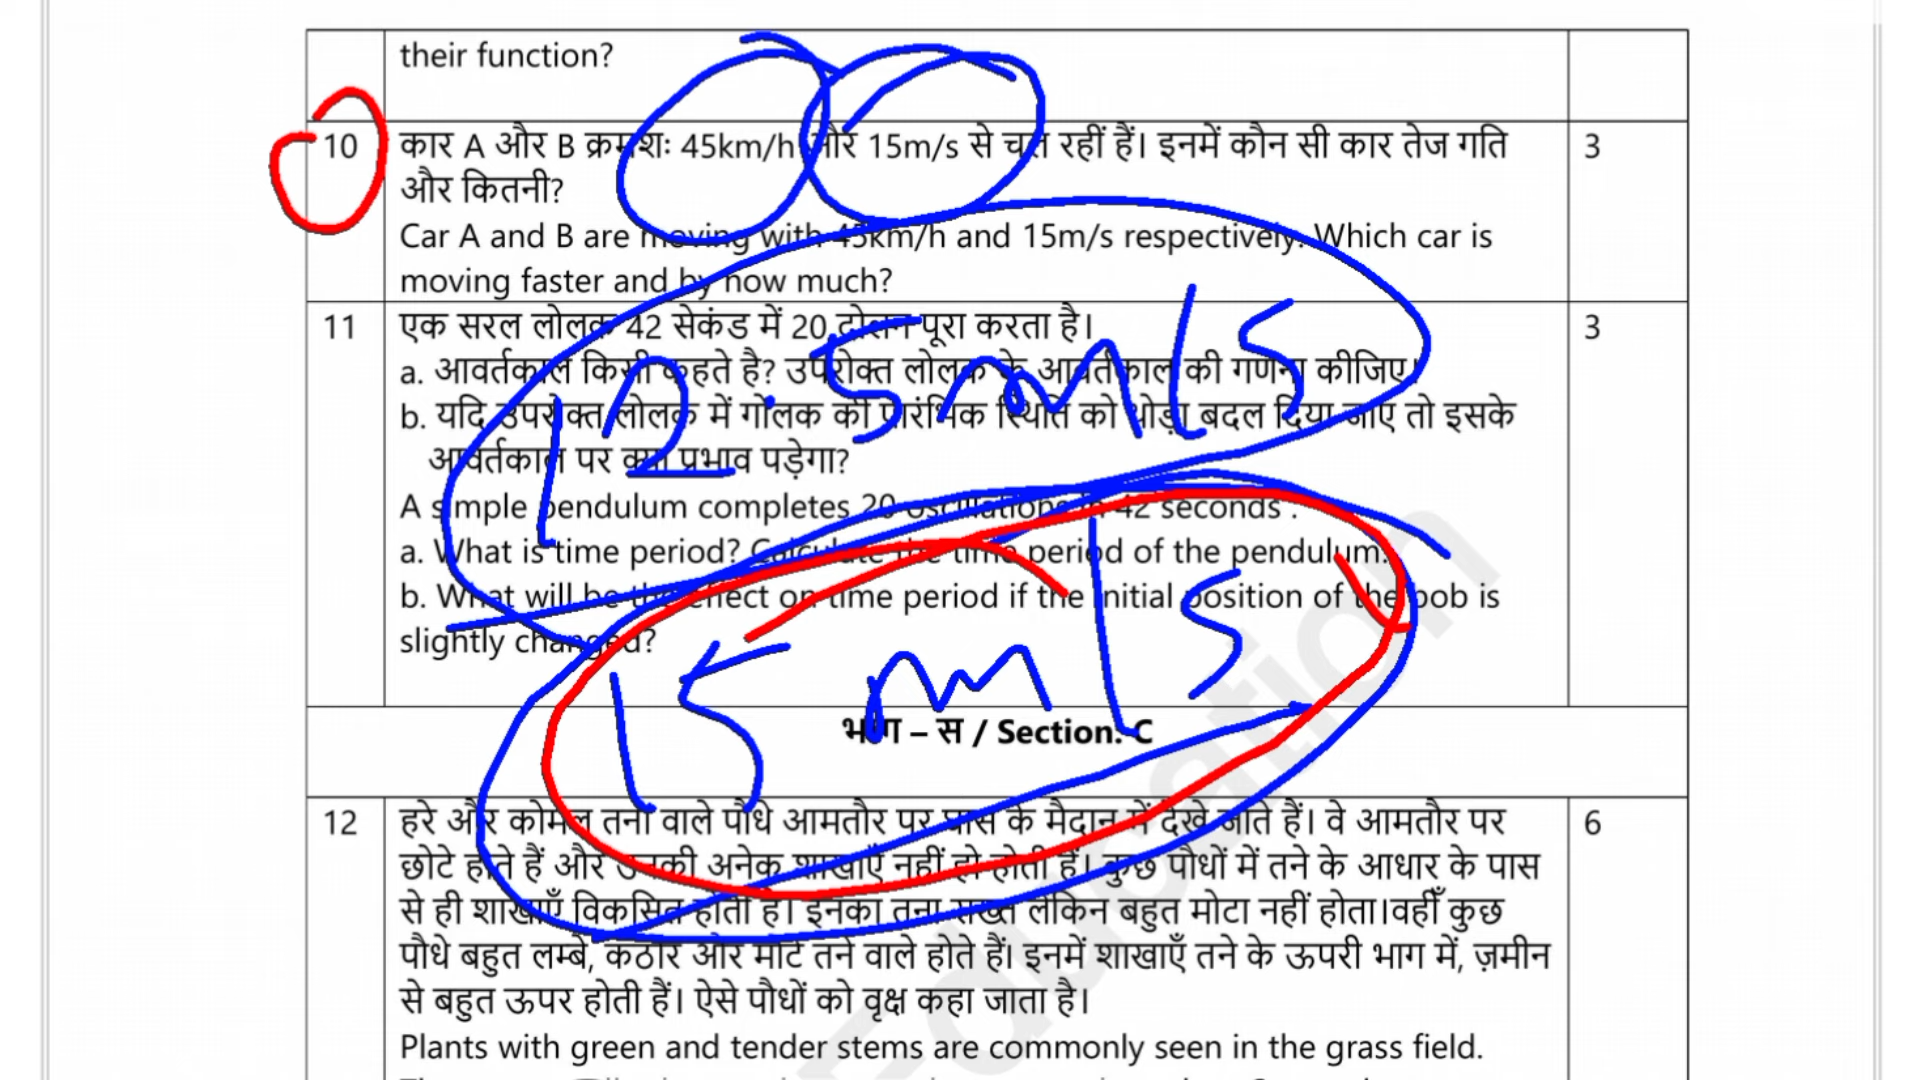 their function?
10 कार A और B क्रमशः 45km/h और 15m/s से चल रहीं हैं। इनमें कौन सी कार तेज गति 3
और कितनी?
Car A and B are moving with 45km/h and 15m/s respectively. Which car is
moving faster and by how much?
11 एक सरल लोलक 42 सेकंड में 20 दोलन पूरा करता है। 3
a. आवर्तकाल किसी कहते है? उपरोक्त लोलक के आवर्तकाल की गणना कीजिए।
b. यदि उपरोक्त लोलक में गोलक की प्रारंभिक स्थिति को थोड़ा बदल दिया जाए तो इसके
आवर्तकाल पर क्या प्रभाव पड़ेगा?
12.5 m/s
A simple pendulum completes 20 oscillations in 42 seconds .
a. What is time period? Calculate the time period of the pendulum.
b. What will be the effect on time period if the initial position of the bob is
slightly changed?
15 m/s
भाग – स / Section: C
12 हरे और कोमल तना वाले पौधे आमतौर पर घास के मैदान में देखे जाते हैं। वे आमतौर पर 6
छोटे होते हैं और उनकी अनेक शाखाएँ नहीं हो होती हैं। कुछ पौधों में तने के आधार के पास
से ही शाखाएँ विकसित होती है। इनका तना सख्त लेकिन बहुत मोटा नहीं होता।वहीँ कुछ
पौधे बहुत लम्बे, कठोर और मोटे तने वाले होते हैं। इनमें शाखाएँ तने के ऊपरी भाग में, ज़मीन
से बहुत ऊपर होती हैं। ऐसे पौधों को वृक्ष कहा जाता है।
Plants with green and tender stems are commonly seen in the grass field.
Education